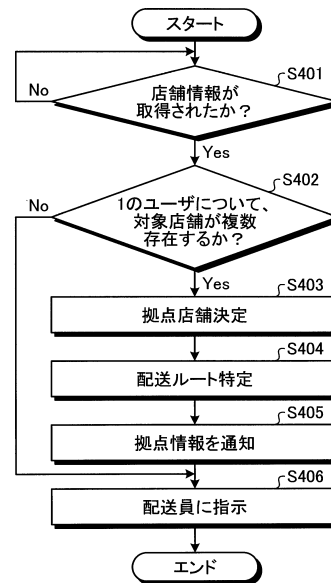 スタート
S401
店舗情報が
取得されたか？
No
Yes
S402
1のユーザについて、
対象店舗が複数
存在するか？
No
Yes
S403
拠点店舗決定
S404
配送ルート特定
S405
拠点情報を通知
S406
配送員に指示
エンド